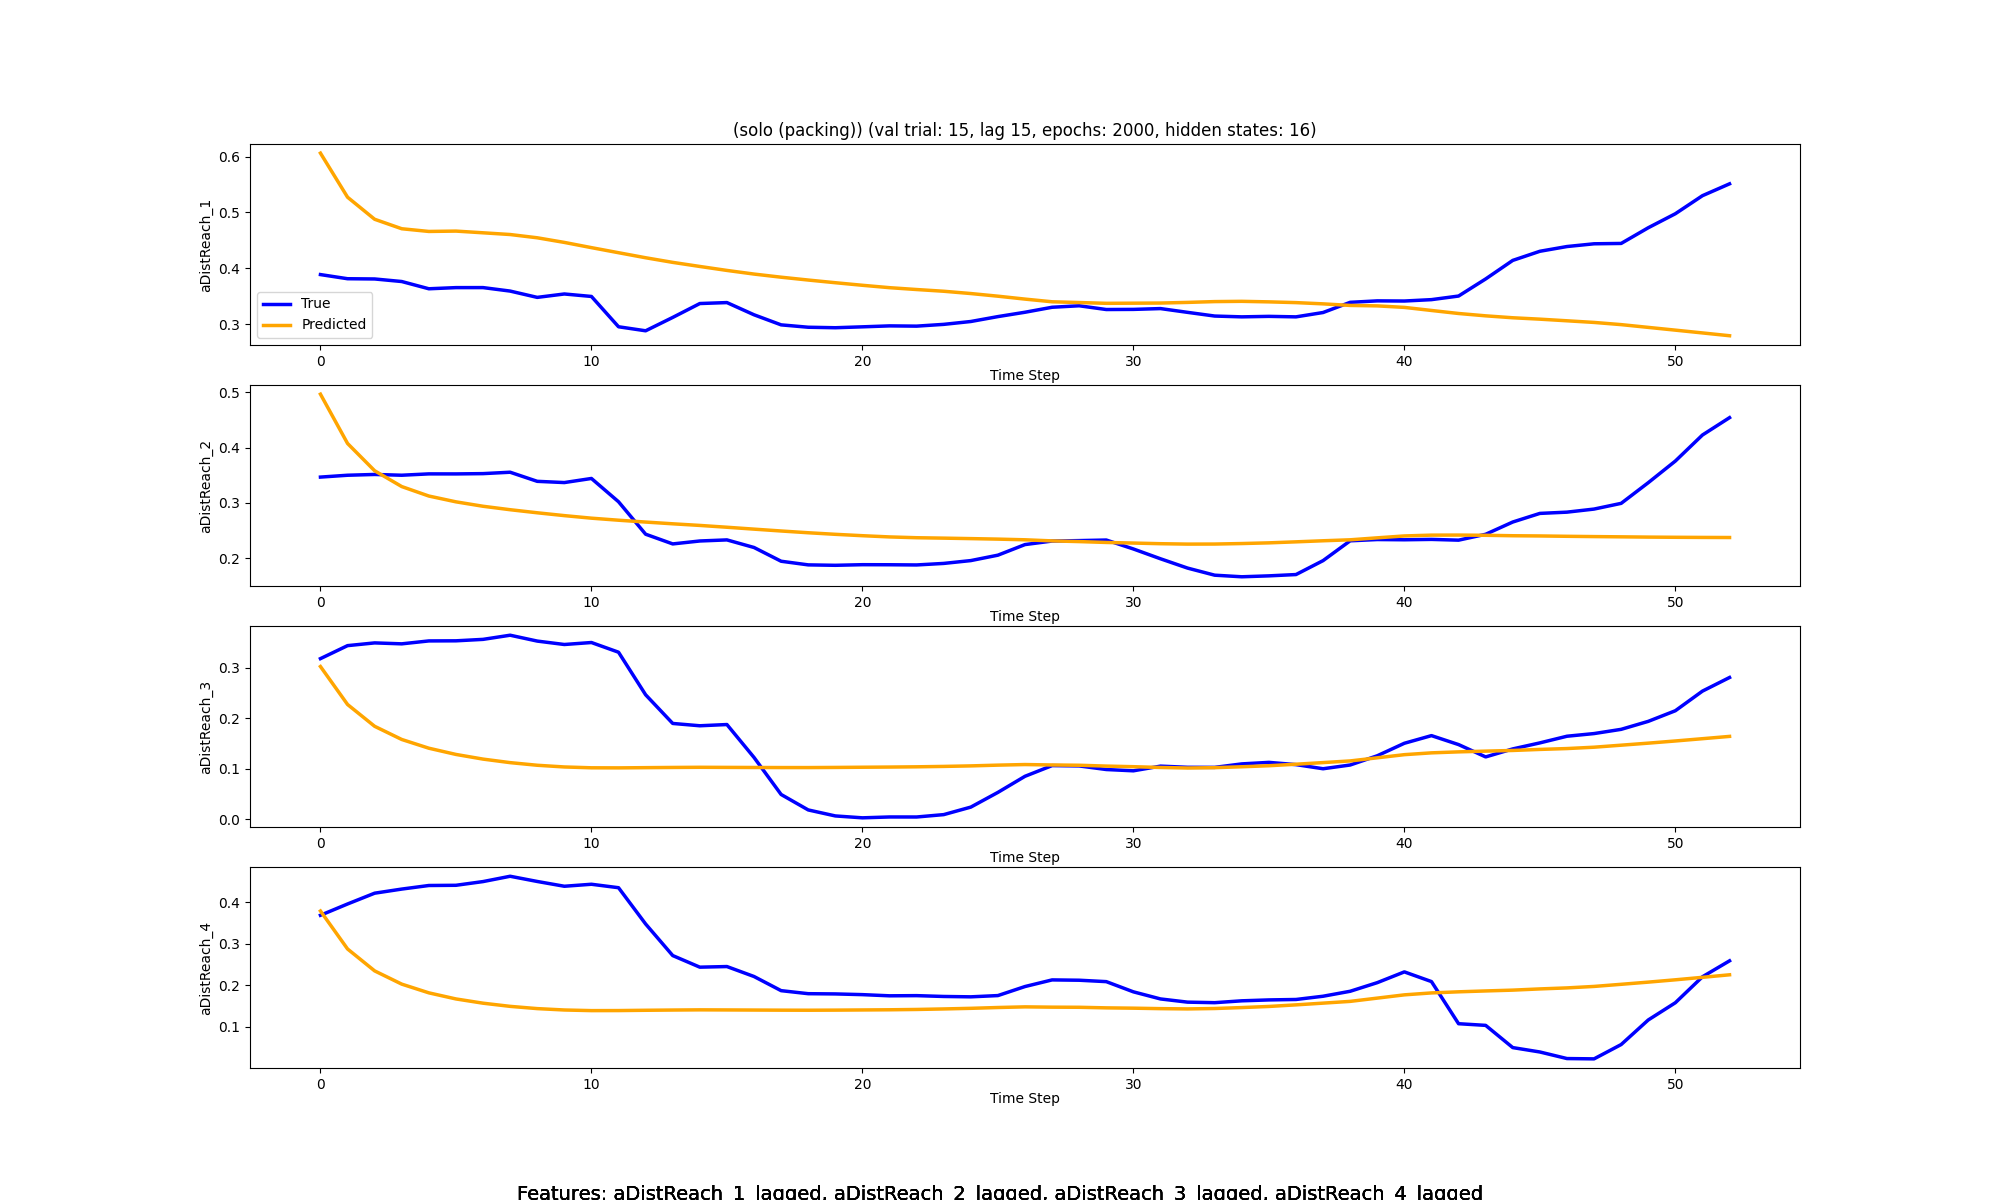 (solo (packing)) (val trial: 15, lag 15, epochs: 2000, hidden states: 16)
aDistReach_1
0.6
0.5
0.4
0.3
True
Predicted
0 10 20 30 40 50
Time Step
aDistReach_2
0.5
0.4
0.3
0.2
0 10 20 30 40 50
Time Step
aDistReach_3
0.3
0.2
0.1
0.0
0 10 20 30 40 50
Time Step
aDistReach_4
0.4
0.3
0.2
0.1
0 10 20 30 40 50
Time Step
Features: aDistReach_1_lagged, aDistReach_2_lagged, aDistReach_3_lagged, aDistReach_4_lagged